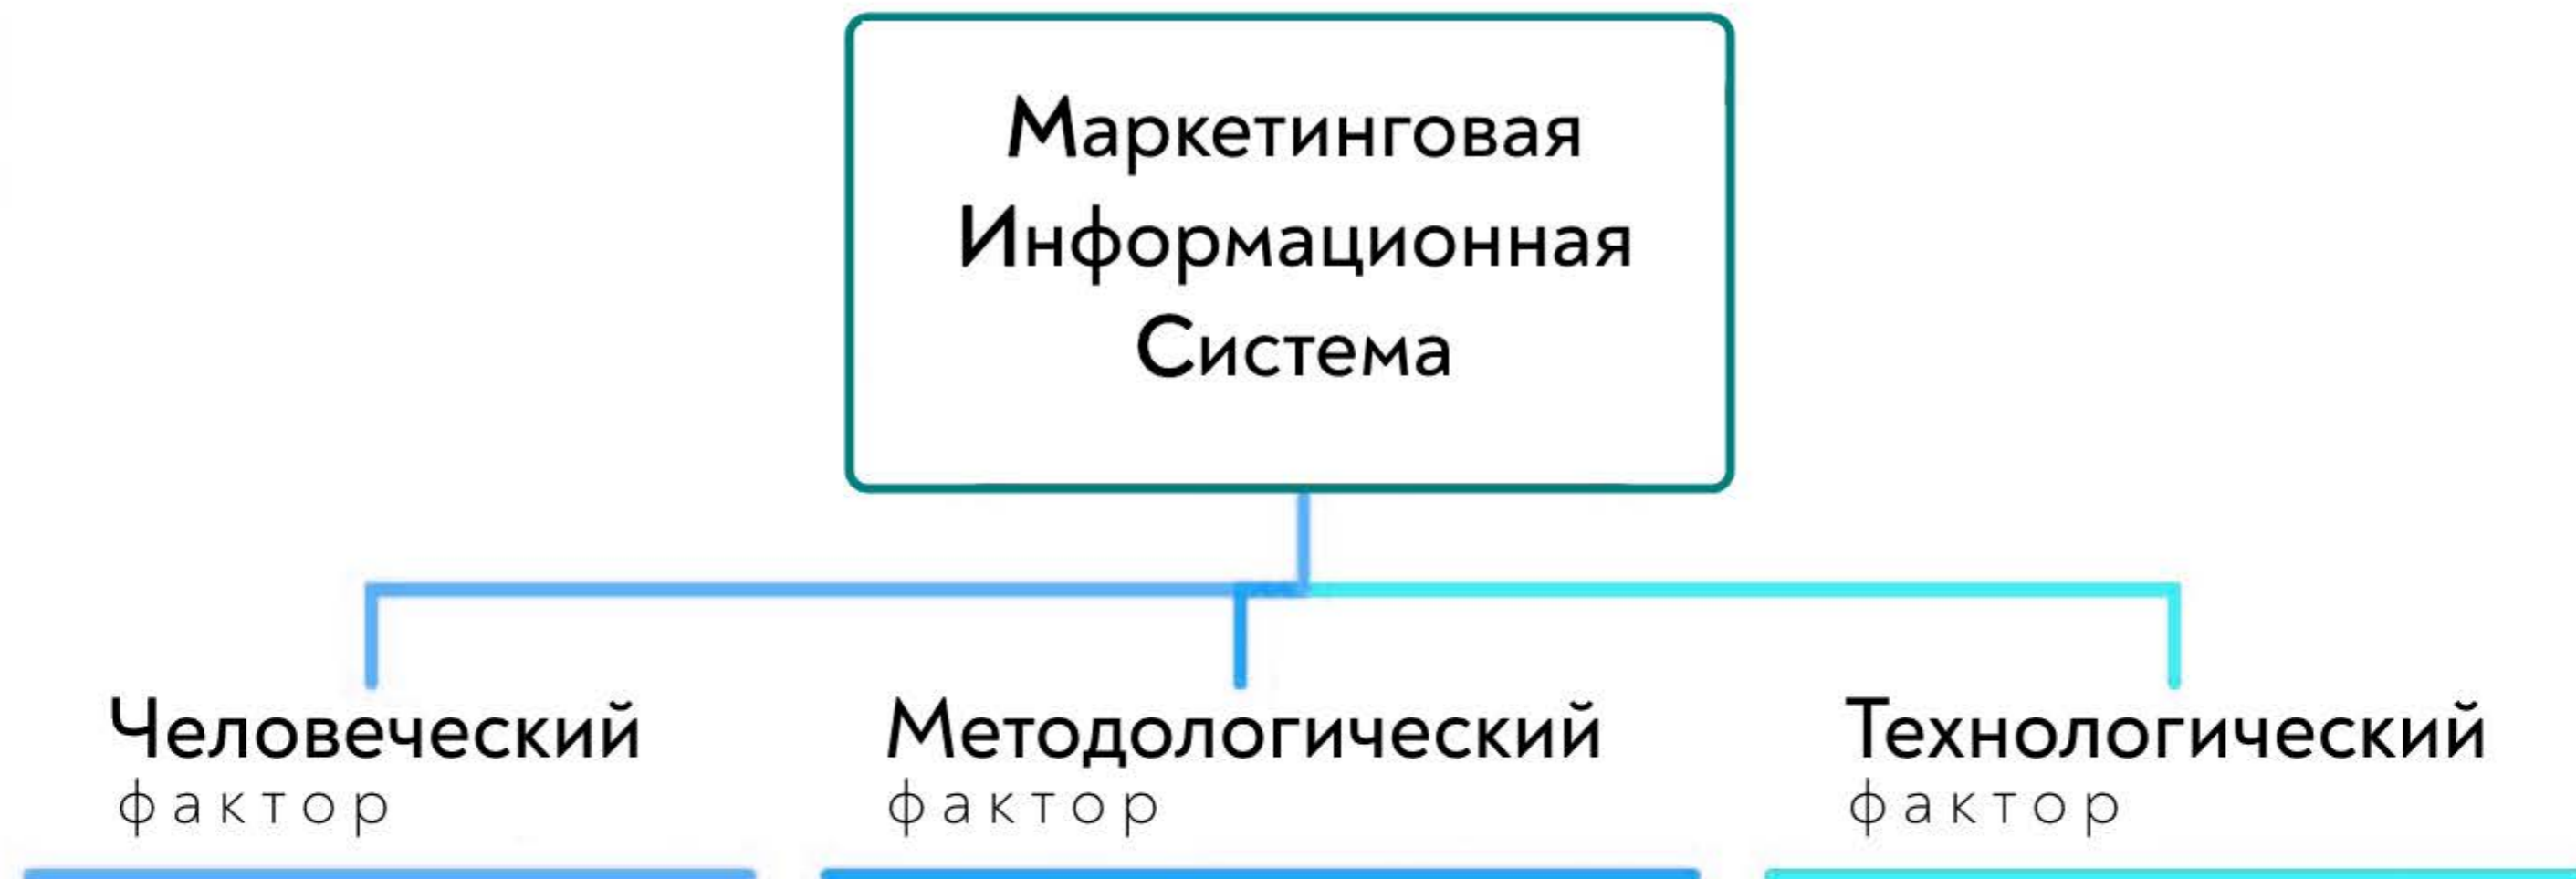 Маркетинговая
Информационная
Система
Человеческий
фактор
Методологический
фактор
Технологический
фактор